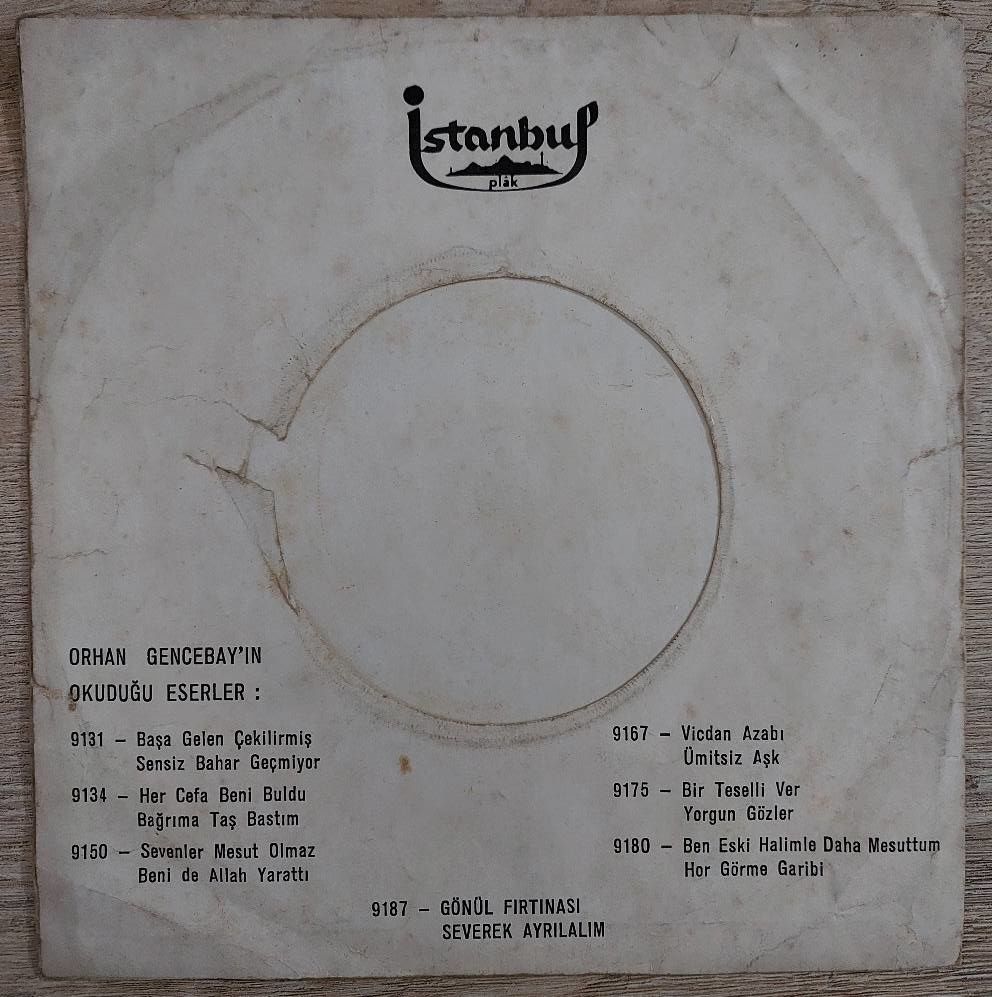 İstanbul
plâk
ORHAN GENCEBAY'IN
OKUDUĞU ESERLER :
9131 – Başa Gelen Çekilirmiş
Sensiz Bahar Geçmiyor
9134 – Her Cefa Beni Buldu
Bağrıma Taş Bastım
9150 – Sevenler Mesut Olmaz
Beni de Allah Yarattı
9167 – Vicdan Azabı
Ümitsiz Aşk
9175 – Bir Teselli Ver
Yorgun Gözler
9180 – Ben Eski Halimle Daha Mesuttum
Hor Görme Garibi
9187 – GÖNÜL FIRTINASI
SEVEREK AYRILALIM